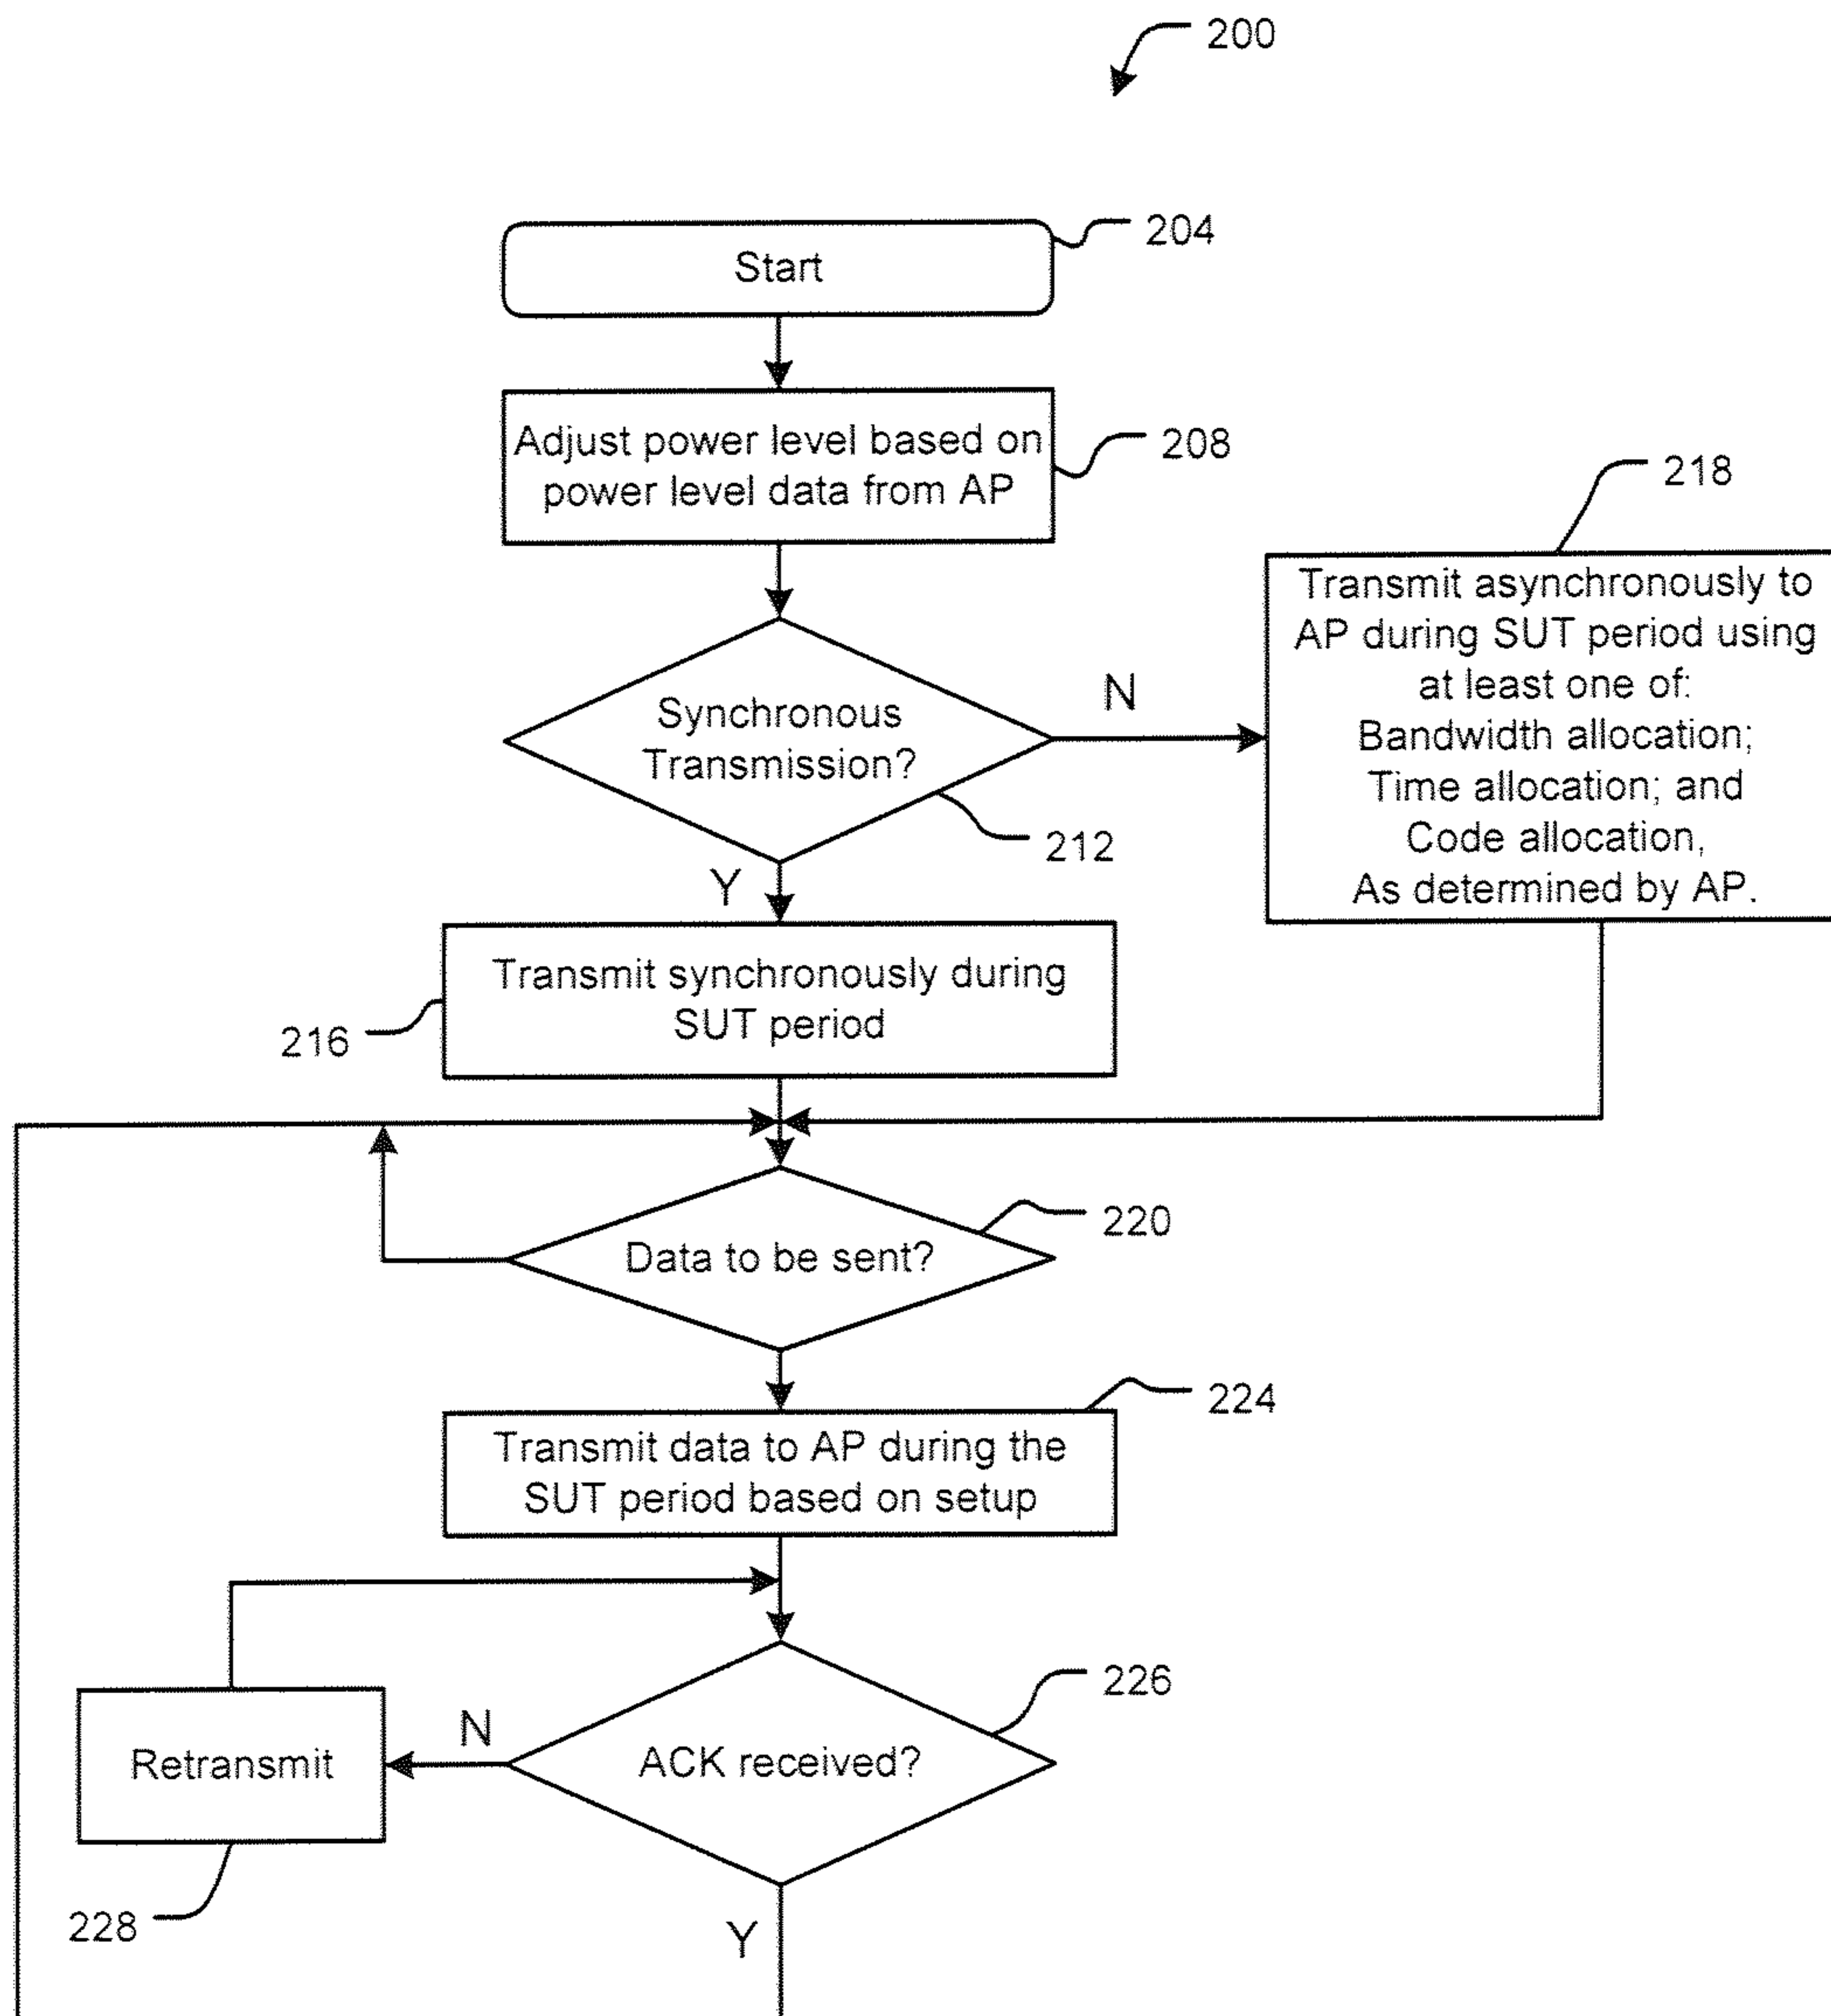 200
204
Start
Adjust power level based on
power level data from AP
208
218
Transmit asynchronously to
AP during SUT period using
at least one of:
Bandwidth allocation;
Time allocation; and
Code allocation,
As determined by AP.
Synchronous
Transmission?
N
212
Y
Transmit synchronously during
SUT period
216
220
Data to be sent?
224
Transmit data to AP during the
SUT period based on setup
226
ACK received?
N
Retransmit
228
Y